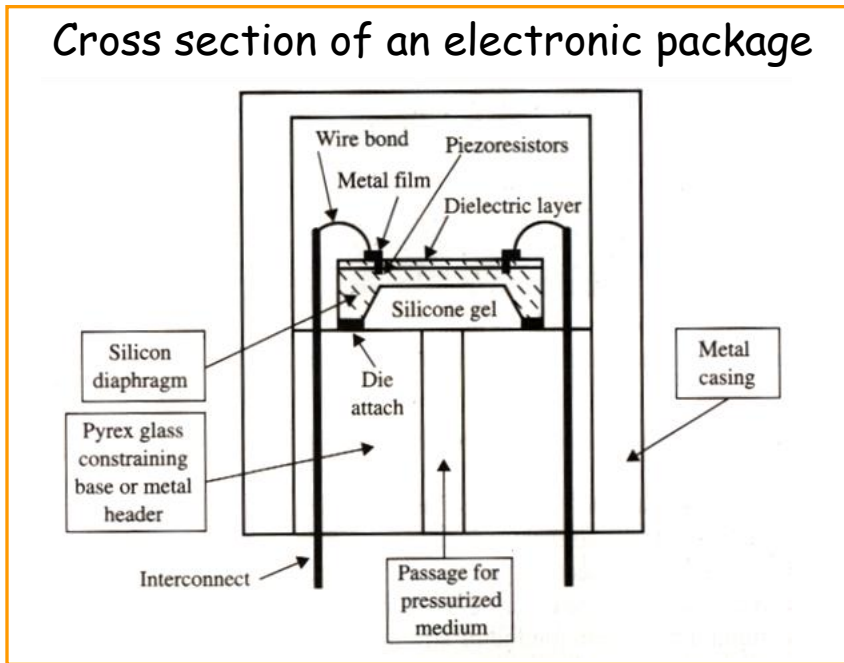 Cross section of an electronic package
Wire bond
Piezoresistors
Metal film
Dielectric layer
Silicone gel
Silicon
diaphragm
Die
attach
Metal
casing
Pyrex glass
constraining
base or metal
header
Interconnect
Passage for
pressurized
medium